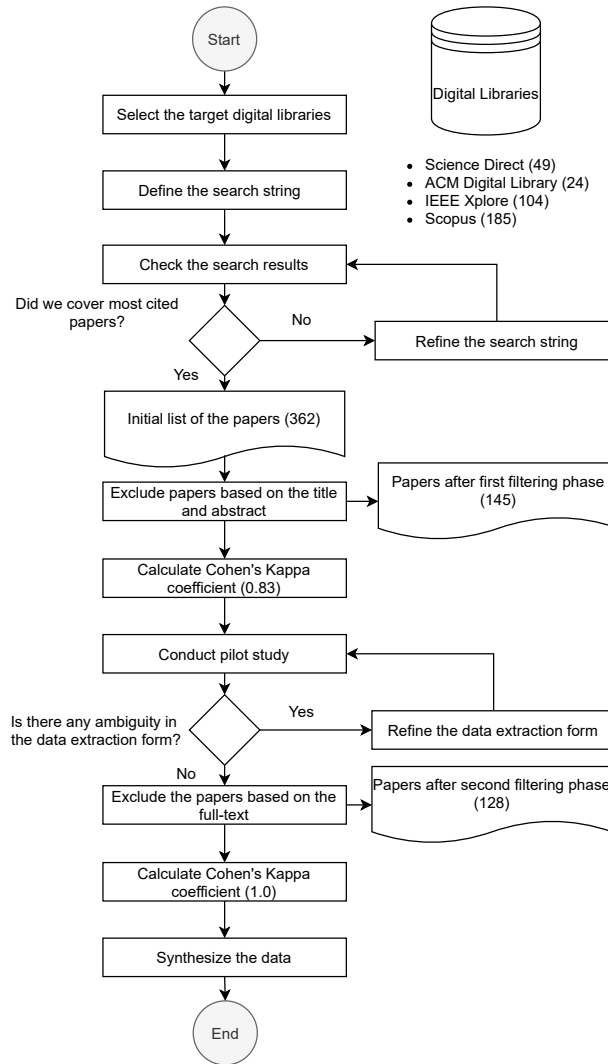 Start
Digital Libraries
Select the target digital libraries
• Science Direct (49)
• ACM Digital Library (24)
• IEEE Xplore (104)
• Scopus (185)
Define the search string
Check the search results
Did we cover most cited
papers?
No
Refine the search string
Yes
Initial list of the papers (362)
Exclude papers based on the title
and abstract
Papers after first filtering phase
(145)
Calculate Cohen's Kappa
coefficient (0.83)
Conduct pilot study
Is there any ambiguity in
the data extraction form?
Yes
Refine the data extraction form
No
Exclude the papers based on the
full-text
Papers after second filtering phase
(128)
Calculate Cohen's Kappa
coefficient (1.0)
Synthesize the data
End